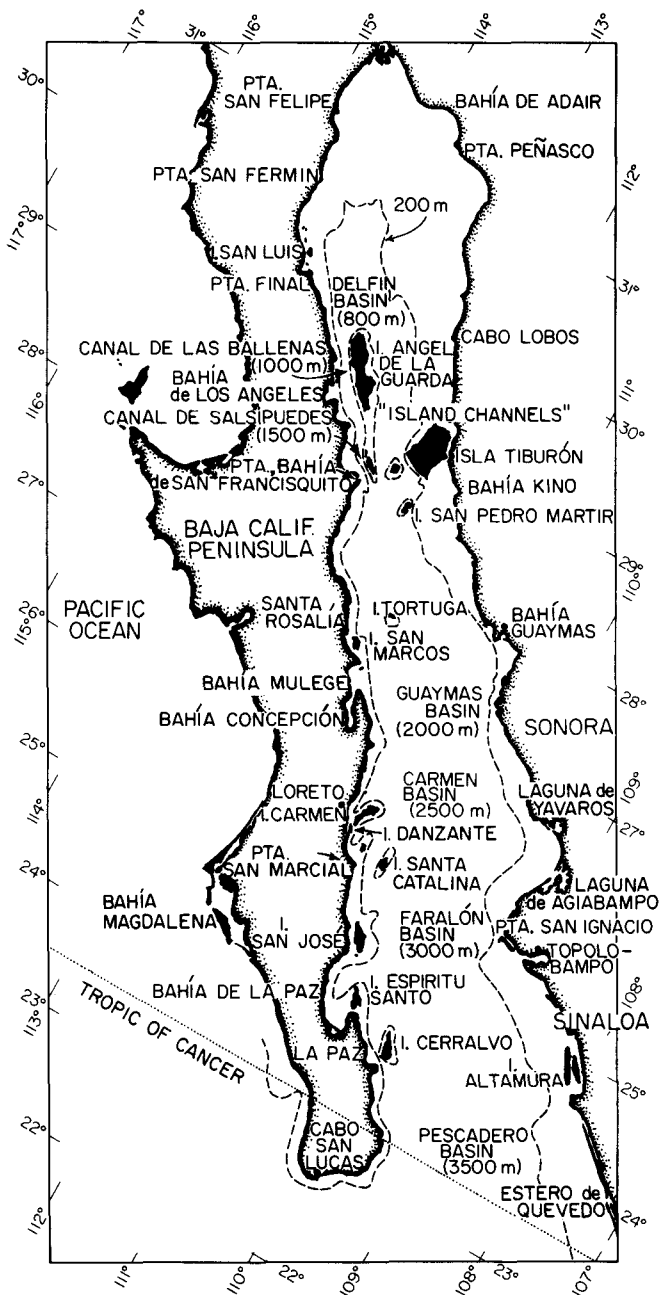 117°
31°
116°
115°
114°
113°
30°
PTA.
SAN FELIPE
BAHÍA DE ADAIR
PTA. PEÑASCO
PTA. SAN FERMIN
112°
200 m
29°
117°
I. SAN LUIS
PTA. FINAL
DELFIN
BASIN
(800 m)
31°
CABO LOBOS
28°
CANAL DE LAS BALLENAS
(1000 m)
I. ANGEL
DE LA
GUARDA
BAHÍA
de LOS ANGELES
116°
111°
30°
CANAL DE SALSIPUEDES
(1500 m)
"ISLAND CHANNELS"
ISLA TIBURÓN
27°
PTA., BAHÍA
de SAN FRANCISQUITO
BAHÍA KINO
I. SAN PEDRO MARTIR
BAJA CALIF
PENINSULA
29°
110°
26°
115°
PACIFIC
OCEAN
SANTA
ROSALIA
I. TORTUGA
BAHÍA
GUAYMAS
I. SAN
MARCOS
BAHÍA MULEGE
28°
BAHÍA CONCEPCIÓN
GUAYMAS
BASIN
(2000 m)
SONORA
25°
114°
LORETO
I. CARMEN
CARMEN
BASIN
(2500 m)
LAGUNA de
YAVAROS
109°
27°
I. DANZANTE
24°
PTA.
SAN MARCIAL
I. SANTA
CATALINA
LAGUNA
de AGIABAMPO
BAHÍA
MAGDALENA
I.
SAN JOSÉ
FARALÓN
BASIN
(3000 m)
PTA. SAN IGNACIO
TOPOLO-
BAMPO
23°
113°
BAHÍA DE LA PAZ
I. ESPIRITU
SANTO
108°
SINALOA
TROPIC OF CANCER
LA PAZ
I. CERRALVO
I.
ALTAMURA
25°
22°
CABO
SAN
LUCAS
PESCADERO
BASIN
(3500 m)
112°
ESTERO de
QUEVEDO
24°
111°
110°
22°
109°
108°
23°
107°